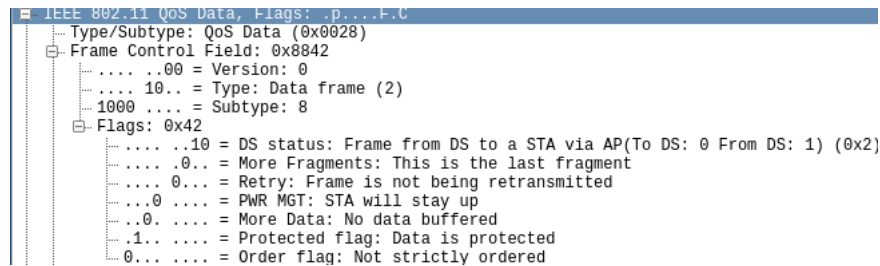 IEEE 802.11 QoS Data, Flags: .p....F.C
Type/Subtype: QoS Data (0x0028)
Frame Control Field: 0x8842
.... ..00 = Version: 0
.... 10.. = Type: Data frame (2)
1000 .... = Subtype: 8
Flags: 0x42
.... ..10 = DS status: Frame from DS to a STA via AP(To DS: 0 From DS: 1) (0x2)
.... .0.. = More Fragments: This is the last fragment
.... 0... = Retry: Frame is not being retransmitted
...0 .... = PWR MGT: STA will stay up
..0. .... = More Data: No data buffered
.1.. .... = Protected flag: Data is protected
0... .... = Order flag: Not strictly ordered